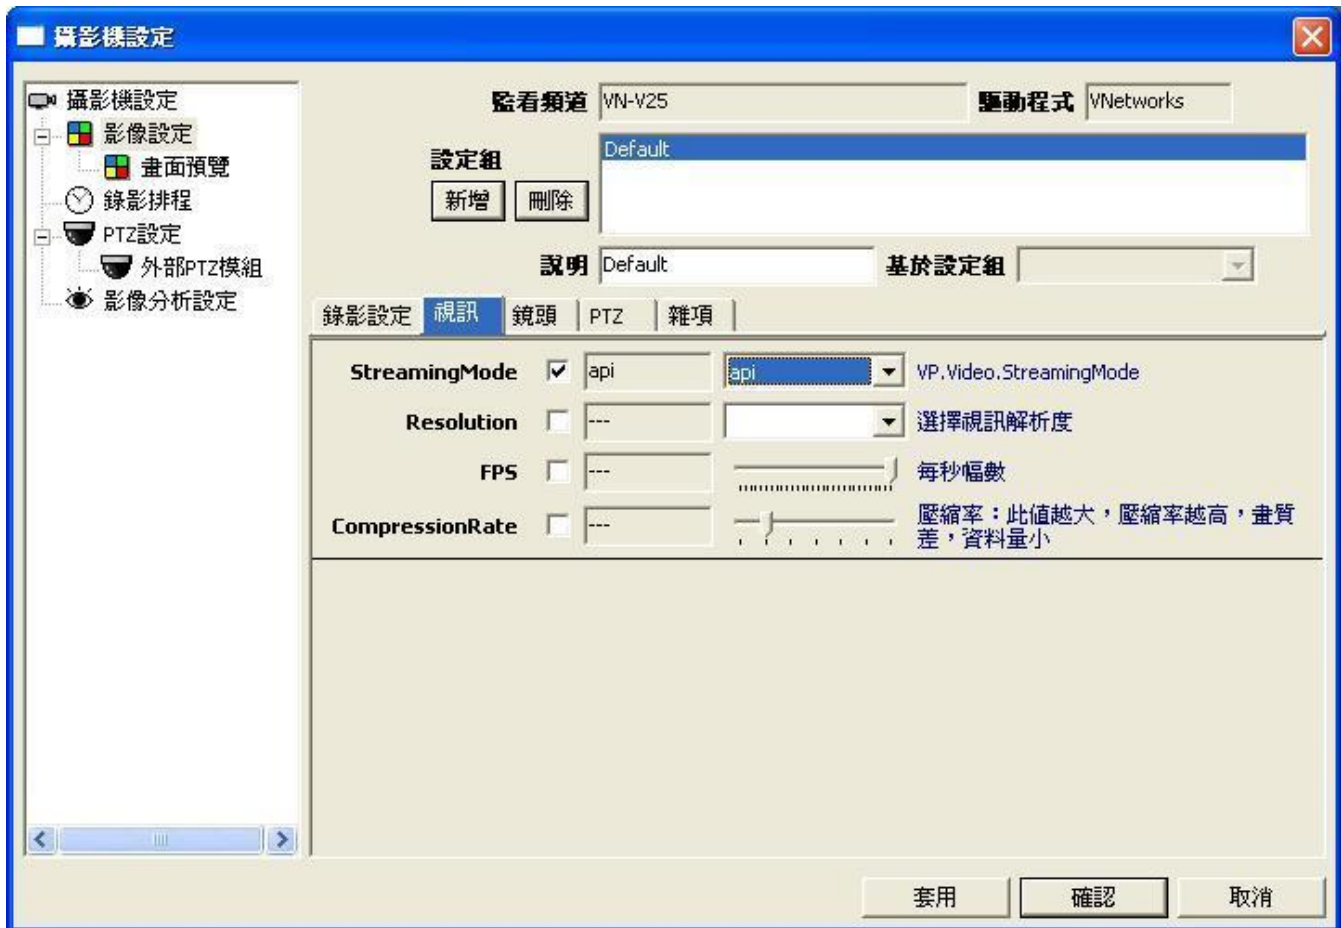 攝影機設定
攝影機設定
影像設定
畫面預覽
錄影排程
PTZ設定
外部PTZ模組
影像分析設定
監看頻道 VN-V25 驅動程式 VNetworks
設定組 Default
新增 刪除
說明 Default 基於設定組
錄影設定 視訊 鏡頭 PTZ 雜項
StreamingMode api api VP.Video.StreamingMode
Resolution --- 選擇視訊解析度
FPS --- 每秒幅數
CompressionRate --- 壓縮率：此值越大，壓縮率越高，畫質
差，資料量小
套用 確認 取消